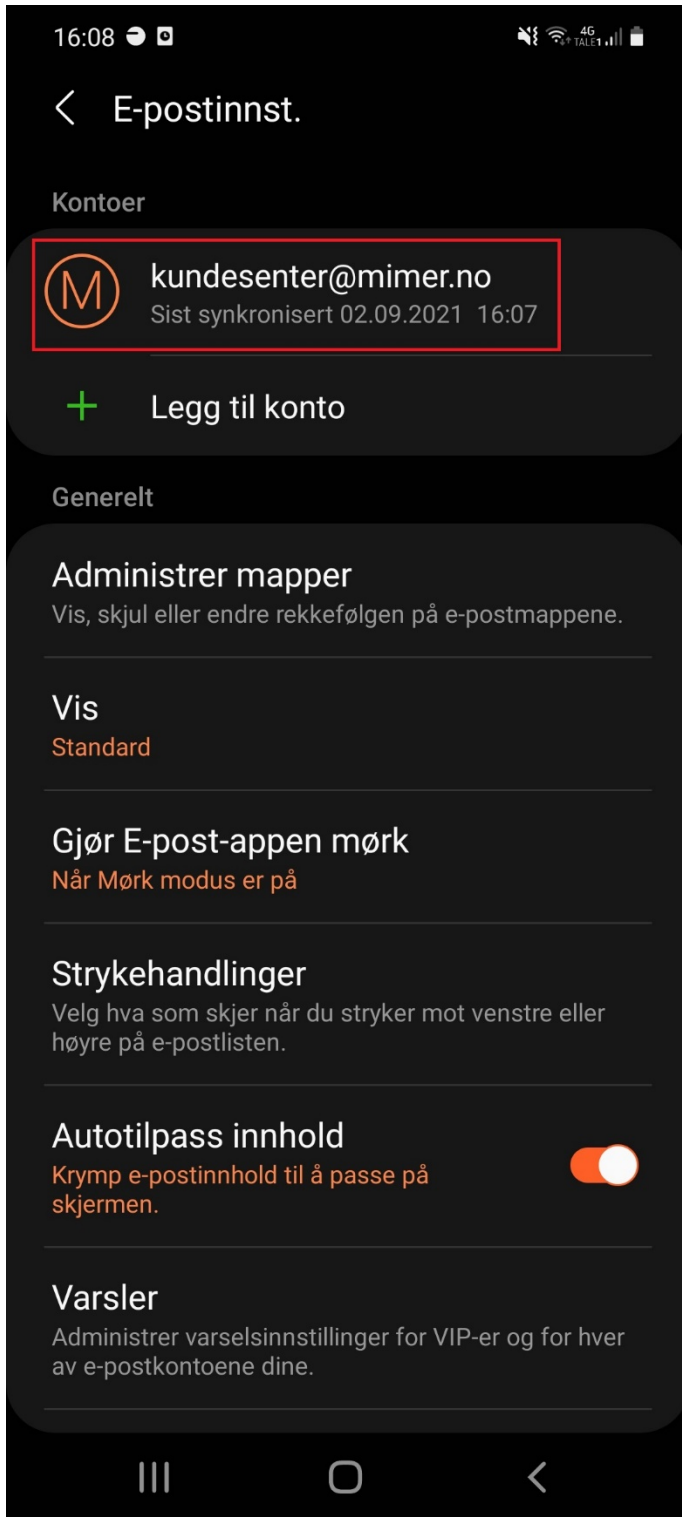 16:08
4G
TALE1
E-postinnst.
Kontoer
M
kundesenter@mimer.no
Sist synkronisert 02.09.2021 16:07
Legg til konto
Generelt
Administrer mapper
Vis, skjul eller endre rekkefølgen på e-postmappene.
Vis
Standard
Gjør E-post-appen mørk
Når Mørk modus er på
Strykehandlinger
Velg hva som skjer når du stryker mot venstre eller
høyre på e-postlisten.
Autotilpass innhold
Krymp e-postinnhold til å passe på
skjermen.
Varsler
Administrer varselsinnstillinger for VIP-er og for hver
av e-postkontoene dine.